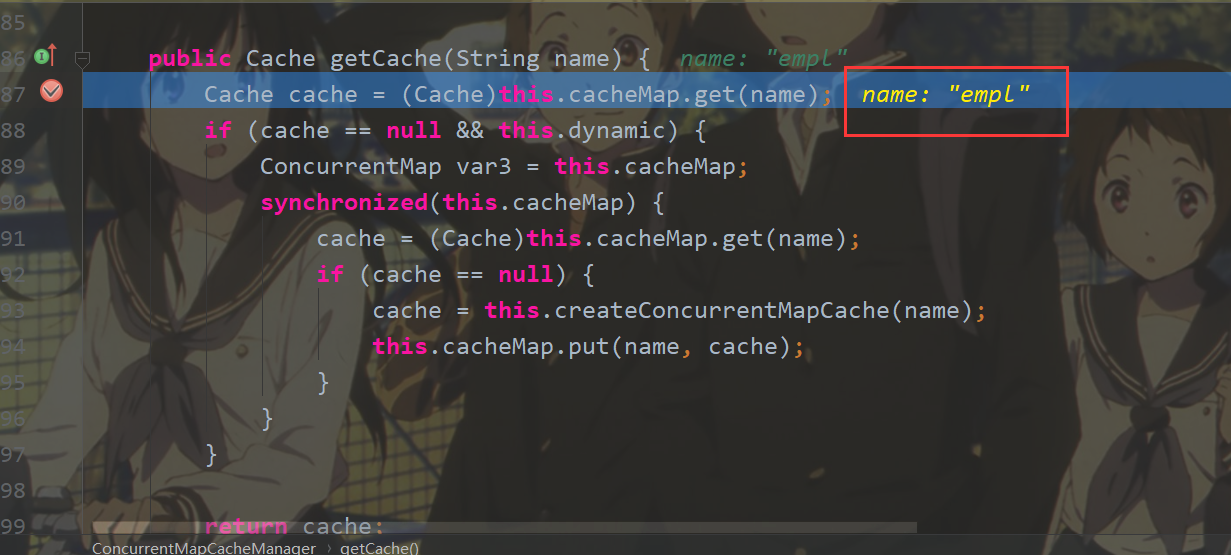 85
86 public Cache getCache(String name) { name: "empl"
87 Cache cache = (Cache)this.cacheMap.get(name); name: "empl"
88 if (cache == null && this.dynamic) {
89 ConcurrentMap var3 = this.cacheMap;
90 synchronized(this.cacheMap) {
91 cache = (Cache)this.cacheMap.get(name);
92 if (cache == null) {
93 cache = this.createConcurrentMapCache(name);
94 this.cacheMap.put(name, cache);
95 }
96 }
97 }
98
99 return cache;
ConcurrentMapCacheManager › getCache()